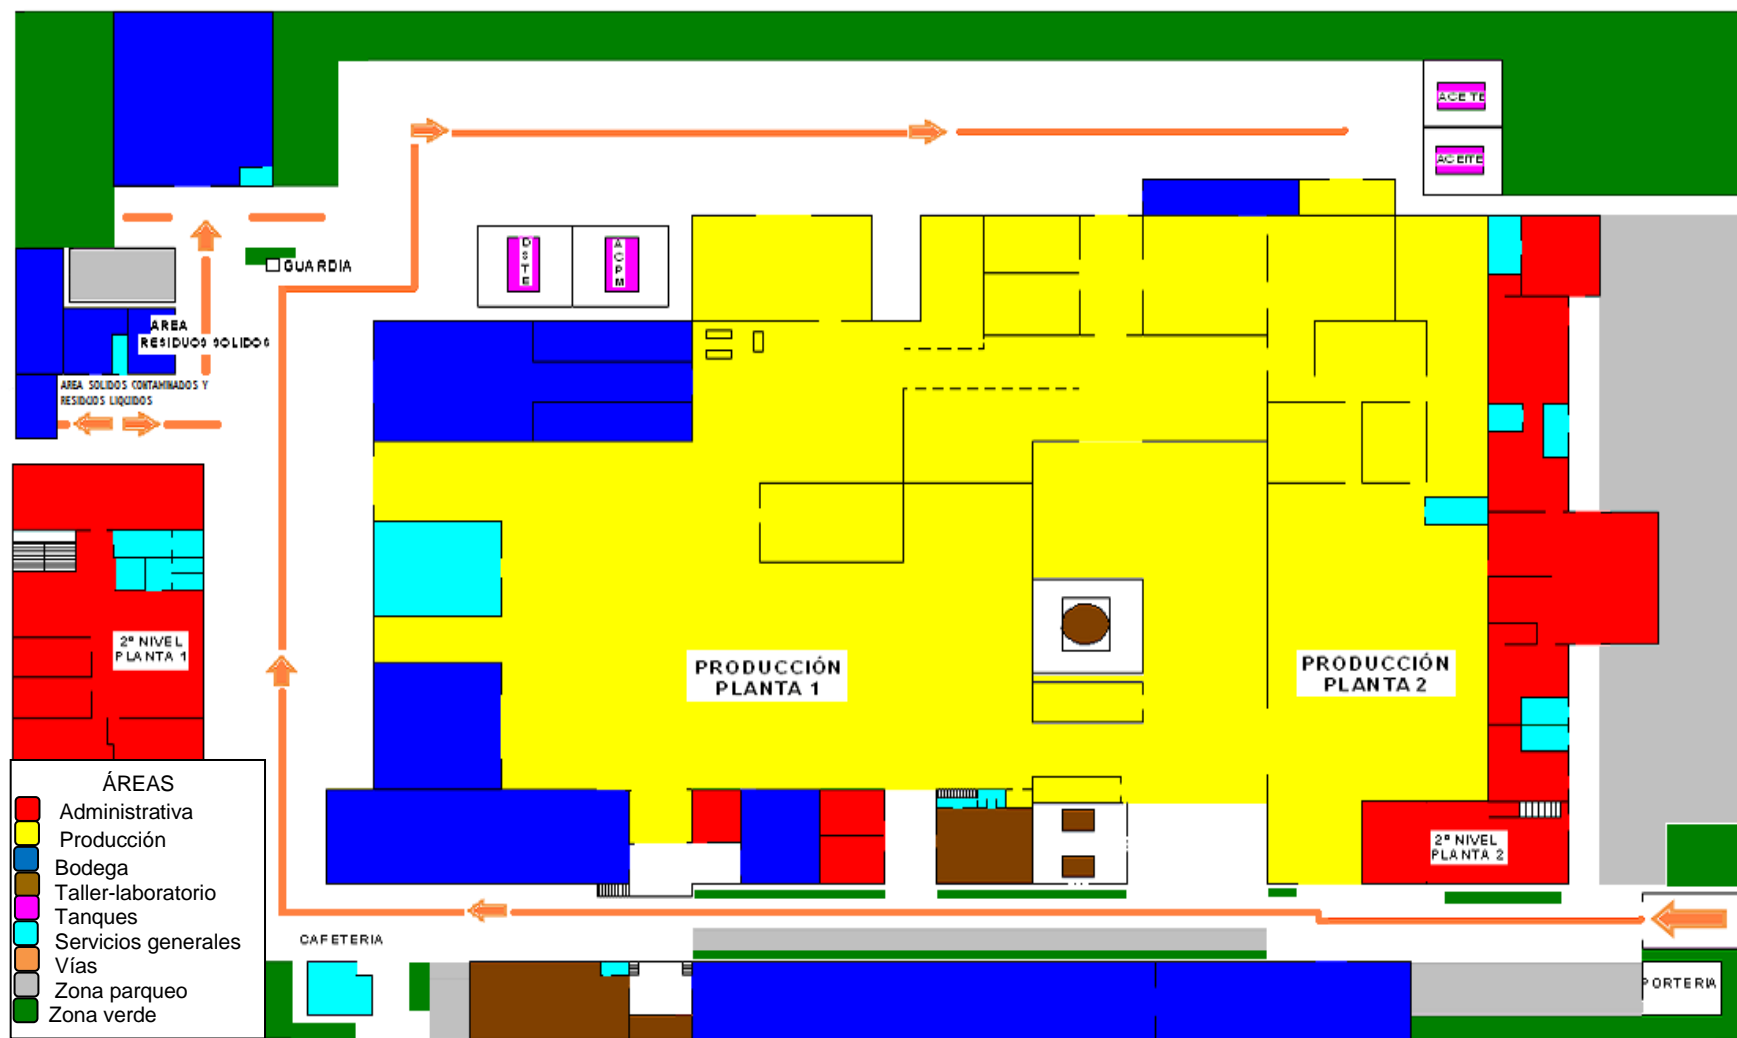 ACEITE
ACEITE
DSTE
ACPM
GUARDIA
AREA
RESIDUOS SOLIDOS
AREA SOLIDOS CONTAMINADOS Y
RESIDUOS LIQUIDOS
2º NIVEL
PLANTA 1
PRODUCCIÓN
PLANTA 1
PRODUCCIÓN
PLANTA 2
2º NIVEL
PLANTA 2
CAFETERIA
PORTERIA
ÁREAS
Administrativa
Producción
Bodega
Taller-laboratorio
Tanques
Servicios generales
Vías
Zona parqueo
Zona verde